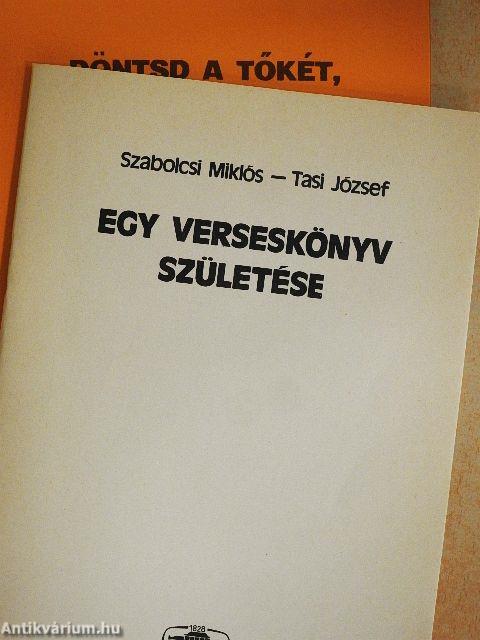 DÖNTSD A TŐKÉT,
Szabolcsi Miklós – Tasi József
EGY VERSESKÖNYV
SZÜLETÉSE
1828
Antikvárium.hu